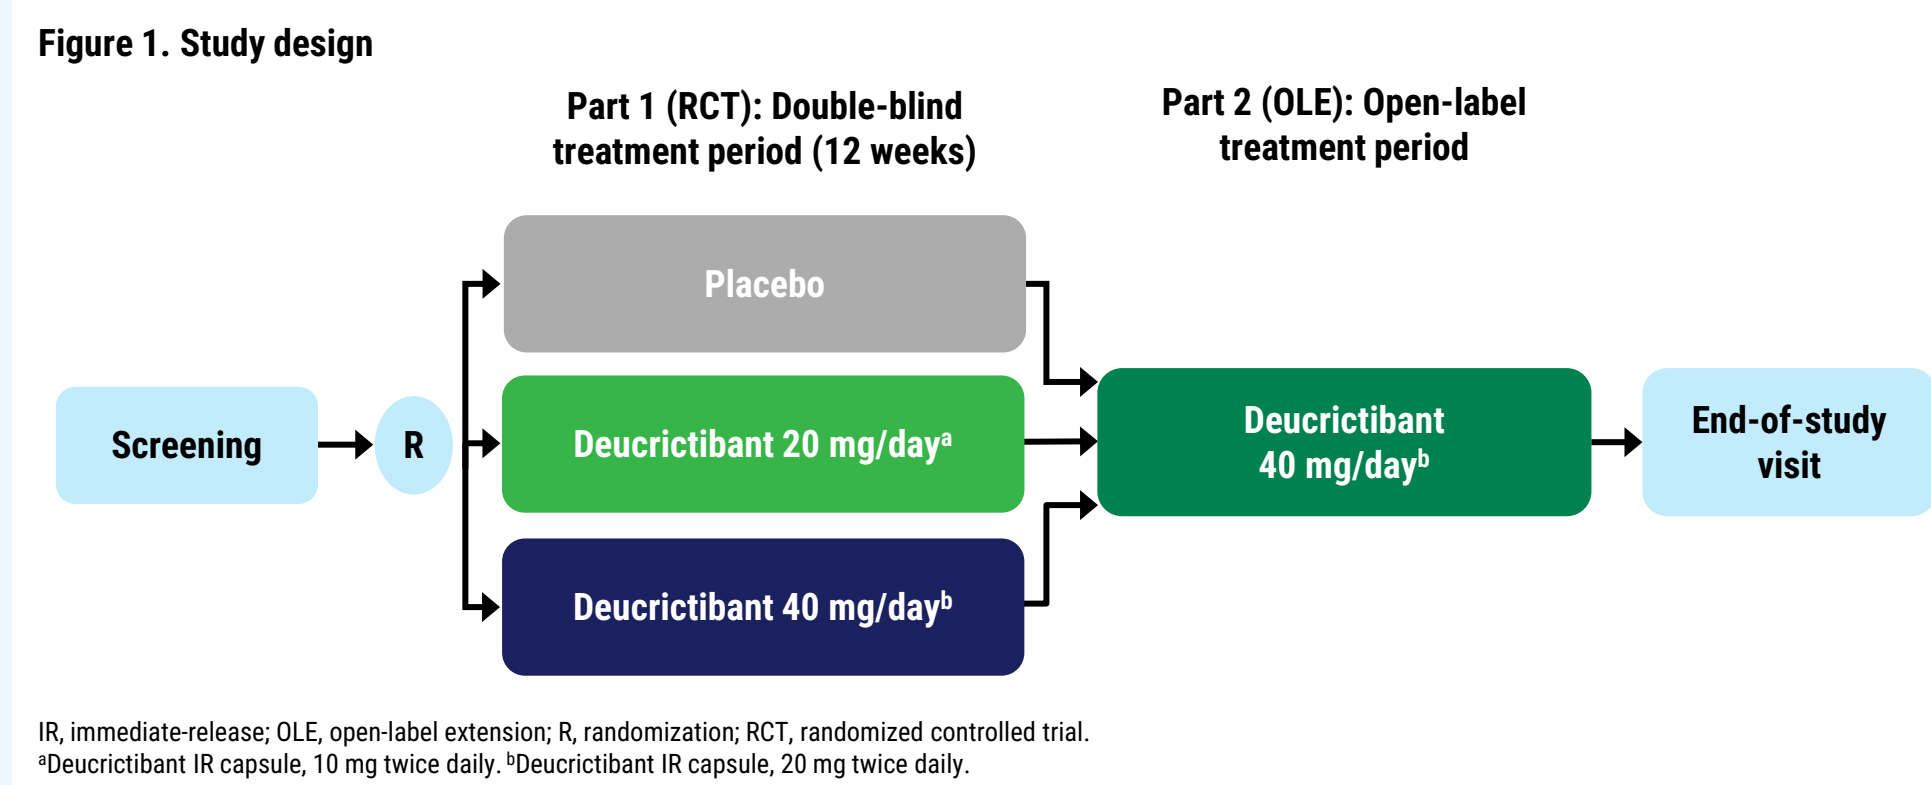 Figure 1. Study design
Part 1 (RCT): Double-blind
treatment period (12 weeks)
Part 2 (OLE): Open-label
treatment period
Placebo
Screening
R
Deucrictibant 20 mg/dayᵃ
Deucrictibant
40 mg/dayᵇ
End-of-study
visit
Deucrictibant 40 mg/dayᵇ
IR, immediate-release; OLE, open-label extension; R, randomization; RCT, randomized controlled trial.
ᵃDeucrictibant IR capsule, 10 mg twice daily. ᵇDeucrictibant IR capsule, 20 mg twice daily.